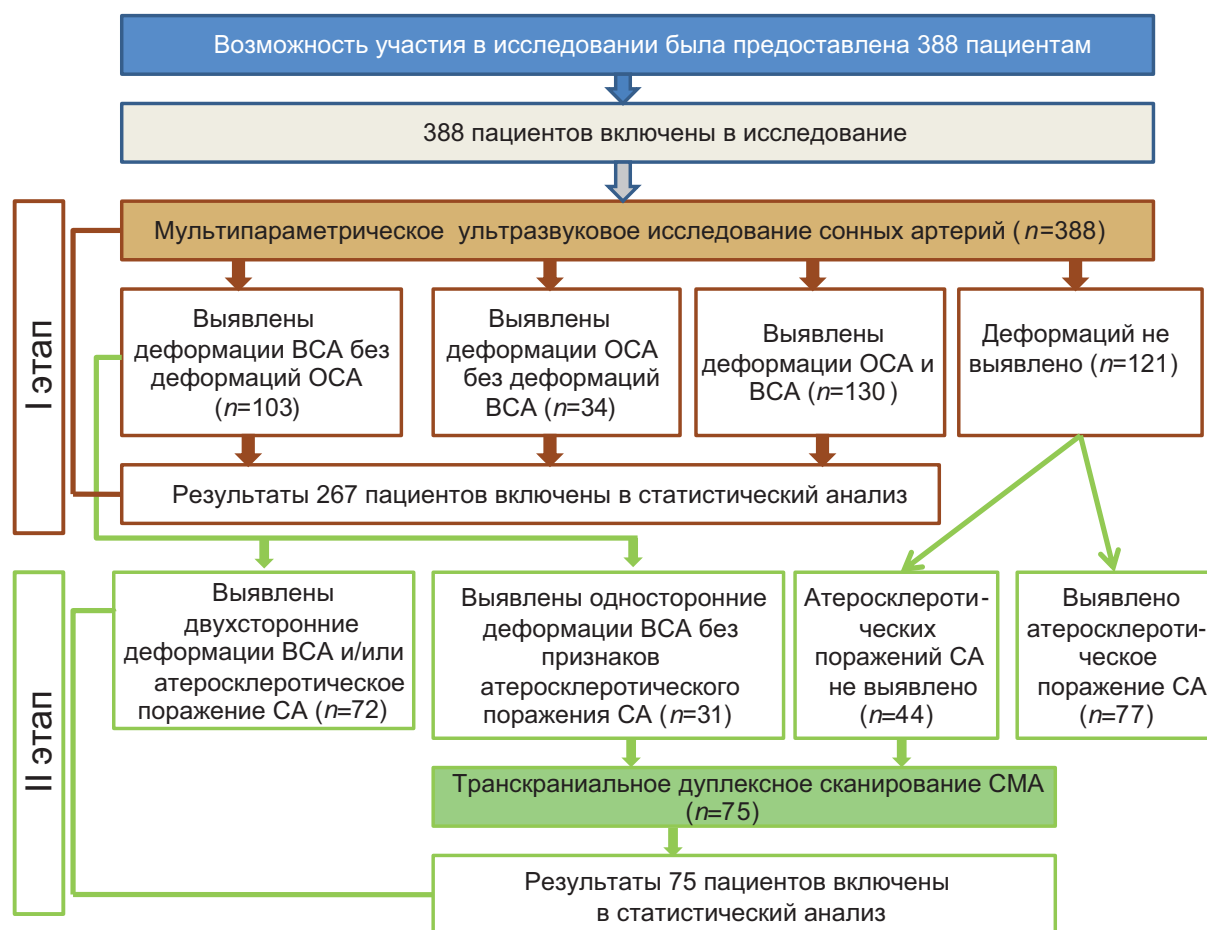 Возможность участия в исследовании была предоставлена 388 пациентам
388 пациентов включены в исследование
I этап
Мультипараметрическое ультразвуковое исследование сонных артерий (n=388)
Выявлены
деформации ВСА без
деформаций ОСА
(n=103)
Выявлены
деформации ОСА
без деформаций
ВСА (n=34)
Выявлены
деформации ОСА и
ВСА (n=130)
Деформаций не
выявлено (n=121)
Результаты 267 пациентов включены в статистический анализ
II этап
Выявлены
двухсторонние
деформации ВСА и/или
атеросклеротическое
поражение СА (n=72)
Выявлены односторонние
деформации ВСА без
признаков
атеросклеротического
поражения СА (n=31)
Атеросклероти-
ческих
поражений СА
не выявлено
(n=44)
Выявлено
атеросклероти-
ческое
поражение СА
(n=77)
Транскраниальное дуплексное сканирование СМА
(n=75)
Результаты 75 пациентов включены
в статистический анализ